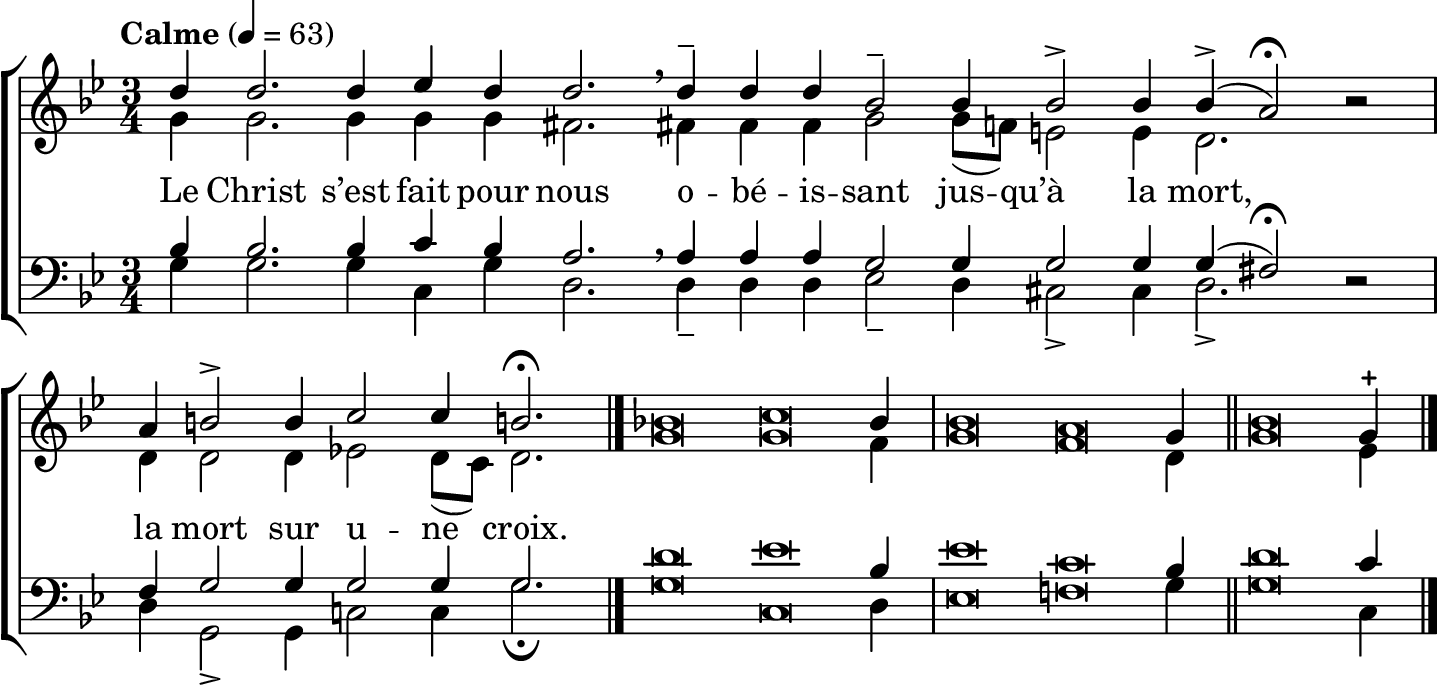 Calme (♩ = 63)
Le Christ s’est fait pour nous o - bé - is - sant jus - qu’à la mort,
la mort sur u - ne croix.